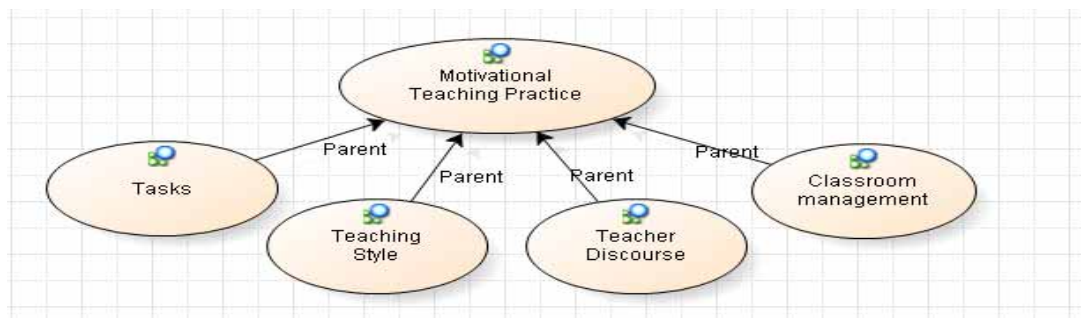 Motivational
Teaching Practice
Parent
Parent
Parent
Parent
Tasks
Classroom
management
Teaching
Style
Teacher
Discourse